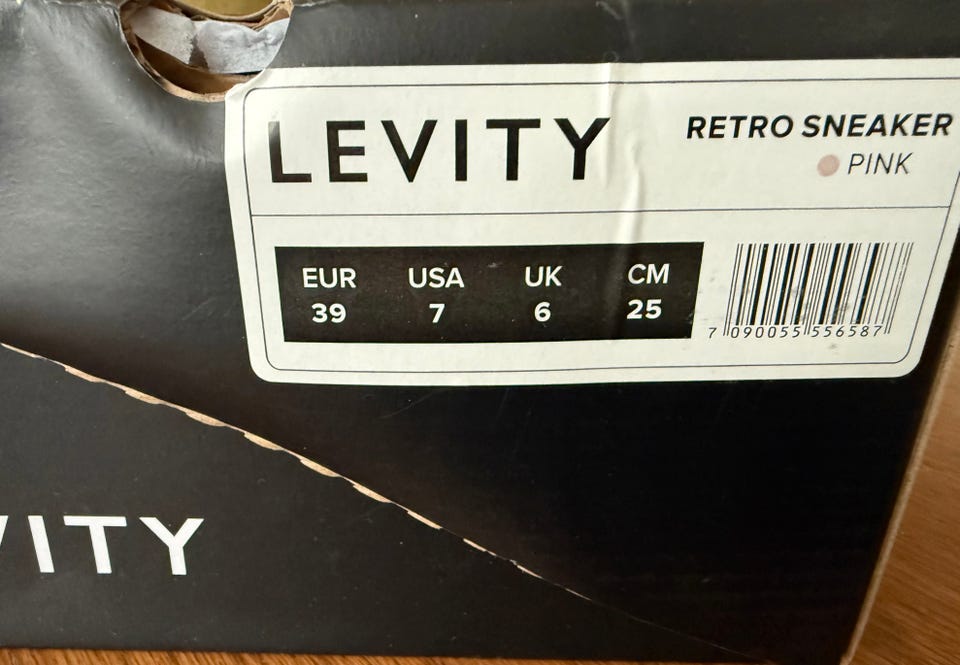 LEVITY
RETRO SNEAKER
PINK
EUR USA UK CM
39 7 6 25
7 090055 556587
VITY